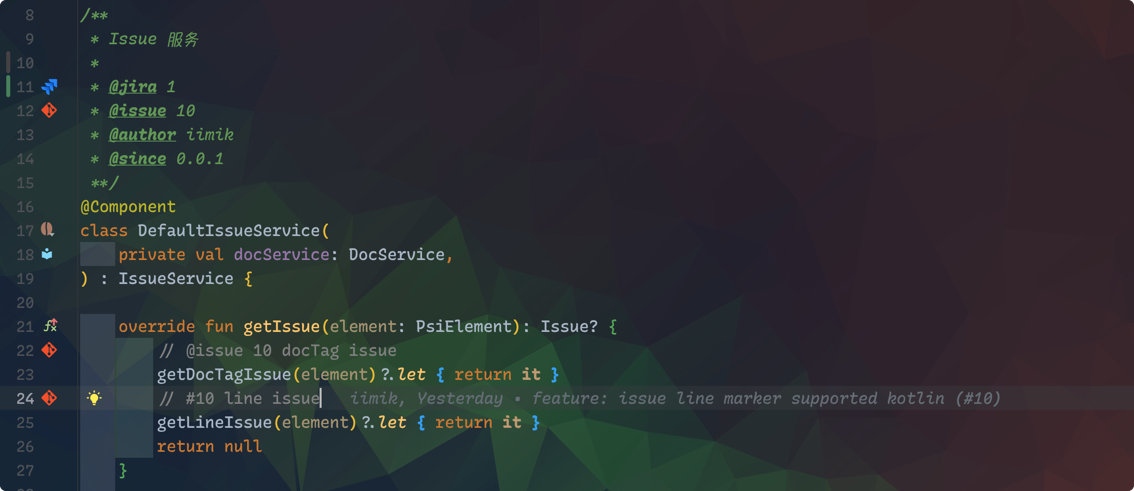 8 /**
9 * Issue 服务
10 *
11 * @jira 1
12 * @issue 10
13 * @author iimik
14 * @since 0.0.1
15 **/
16 @Component
17 class DefaultIssueService(
18 private val docService: DocService,
19 ) : IssueService {
20
21 override fun getIssue(element: PsiElement): Issue? {
22 // @issue 10 docTag issue
23 getDocTagIssue(element)?.let { return it }
24 // #10 line issue iimik, Yesterday • feature: issue line marker supported kotlin (#10)
25 getLineIssue(element)?.let { return it }
26 return null
27 }